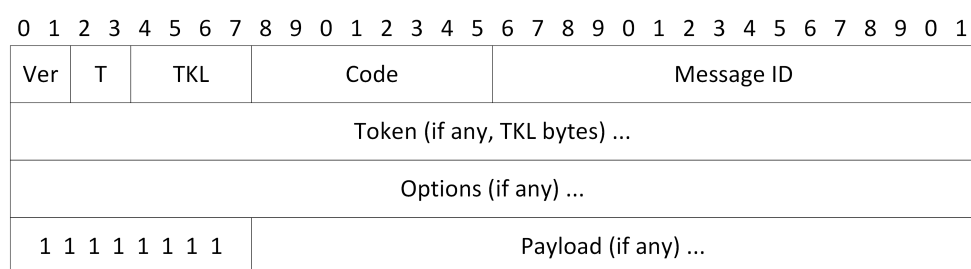 0 1 2 3 4 5 6 7 8 9 0 1 2 3 4 5 6 7 8 9 0 1 2 3 4 5 6 7 8 9 0 1
Ver T TKL Code Message ID
Token (if any, TKL bytes) ...
Options (if any) ...
1 1 1 1 1 1 1 1 Payload (if any) ...